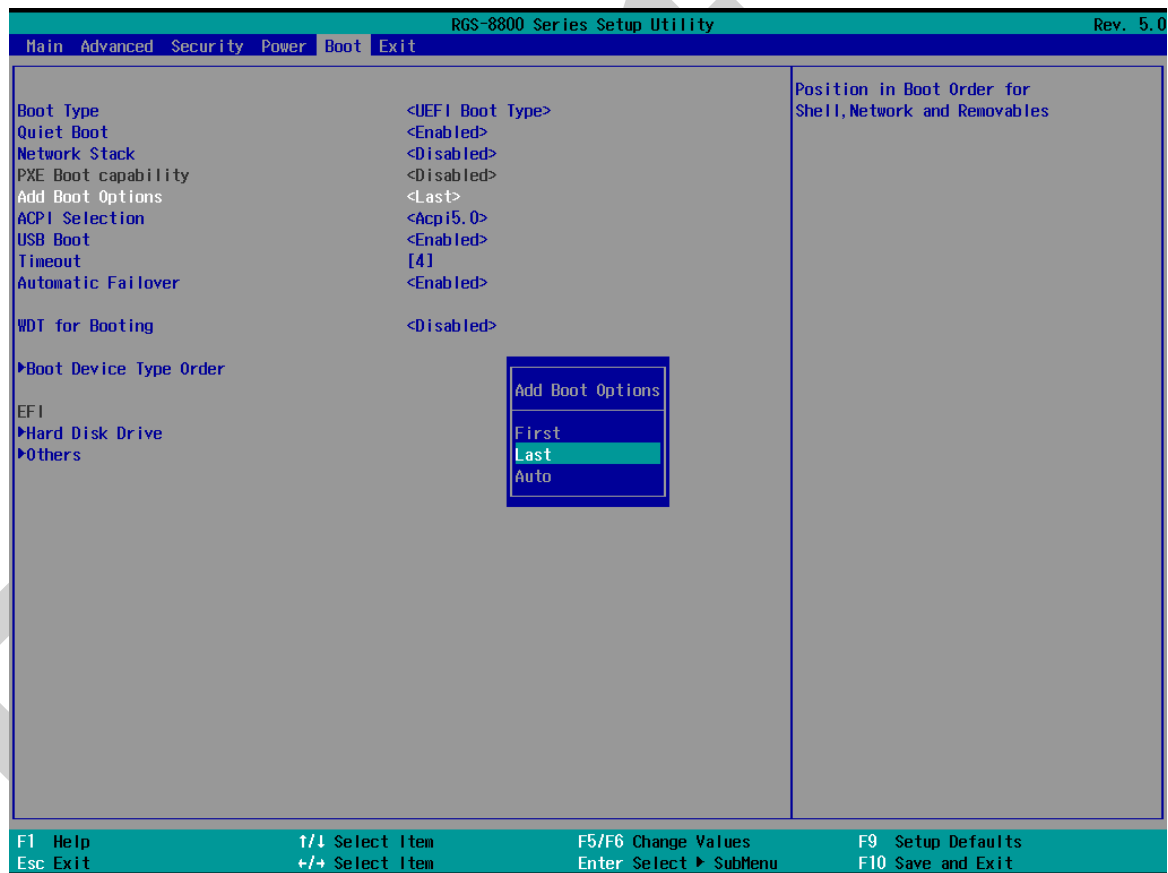 RGS-8800 Series Setup Utility Rev. 5.0
Main Advanced Security Power Boot Exit
Position in Boot Order for
Shell,Network and Removables
Boot Type <UEFI Boot Type>
Quiet Boot <Enabled>
Network Stack <Disabled>
PXE Boot capability <Disabled>
Add Boot Options <Last>
ACPI Selection <Acpi5.0>
USB Boot <Enabled>
Timeout [4]
Automatic Failover <Enabled>
WDT for Booting <Disabled>
▶Boot Device Type Order
EFI
▶Hard Disk Drive
▶Others
Add Boot Options
First
Last
Auto
F1 Help ↑/↓ Select Item F5/F6 Change Values F9 Setup Defaults
Esc Exit ←/→ Select Item Enter Select ▶ SubMenu F10 Save and Exit